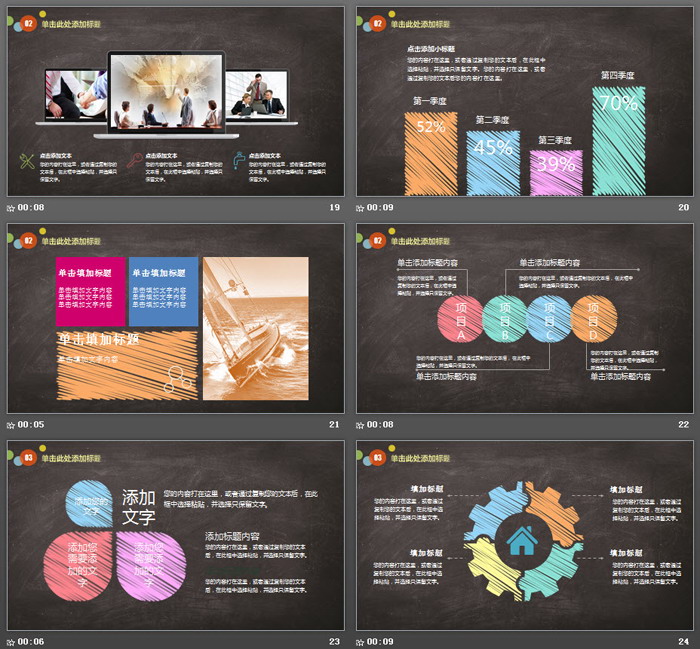 02 单击此处添加标题
点击添加文本
您的内容打在这里，或者通过复制您的
文本后，在此框中选择粘贴，并选择只
保留文字。
点击添加文本
您的内容打在这里，或者通过复制您的
文本后，在此框中选择粘贴，并选择只
保留文字。
点击添加文本
您的内容打在这里，或者通过复制您的
文本后，在此框中选择粘贴，并选择只
保留文字。
00:08 19
02 单击此处添加标题
点击添加小标题
您的内容打在这里，或者通过复制您的文本后，在此框中
选择粘贴，并选择只保留文字。您的内容打在这里，或者
通过复制您的文本后您的内容打在这里。
第一季度
52%
第二季度
45%
第三季度
39%
第四季度
70%
00:09 20
02 单击此处添加标题
单击填加标题
单击填加文字内容
单击填加文字内容
单击填加文字内容
单击填加标题
单击填加文字内容
单击填加文字内容
单击填加文字内容
单击填加标题
单击填加文字内容
00:05 21
02 单击此处添加标题
单击添加标题内容
您的内容打在这里，或者通过
复制您的文本后，在此框中选
择粘贴，并选择只保留文字。
单击添加标题内容
您的内容打在这里，或者通过复制您的文本后，在此框中
选择粘贴，并选择只保留文字。
项目A
项目B
项目C
项目D
您的内容打在这里，或者通过复制您的文本后，在此框中
选择粘贴，并选择只保留文字。
单击添加标题内容
您的内容打在这里，或者通过
复制您的文本后，在此框中选
择粘贴，并选择只保留文字。
单击添加标题内容
00:08 22
03 单击此处添加标题
添加您的
文字
添加
文字
您的内容打在这里，或者通过复制您的文本后，在此
框中选择粘贴，并选择只保留文字。
添加您
需要添
加的文
字
添加您
需要添
加的文
字
添加标题内容
您的内容打在这里，或者通过复制您的文本
后，在此框中选择粘贴，并选择只保留文字。
您的内容打在这里，或者通过复制您的文本
后，在此框中选择粘贴，并选择只保留文字。
00:06 23
03 单击此处添加标题
填加标题
您的内容打在这里，或者通过
复制您的文本后，在此框中选
择粘贴，并选择只保留文字。
填加标题
您的内容打在这里，或者通过
复制您的文本后，在此框中选
择粘贴，并选择只保留文字。
填加标题
您的内容打在这里，或者通过
复制您的文本后，在此框中选
择粘贴，并选择只保留文字。
填加标题
您的内容打在这里，或者通过
复制您的文本后，在此框中选
择粘贴，并选择只保留文字。
00:09 24